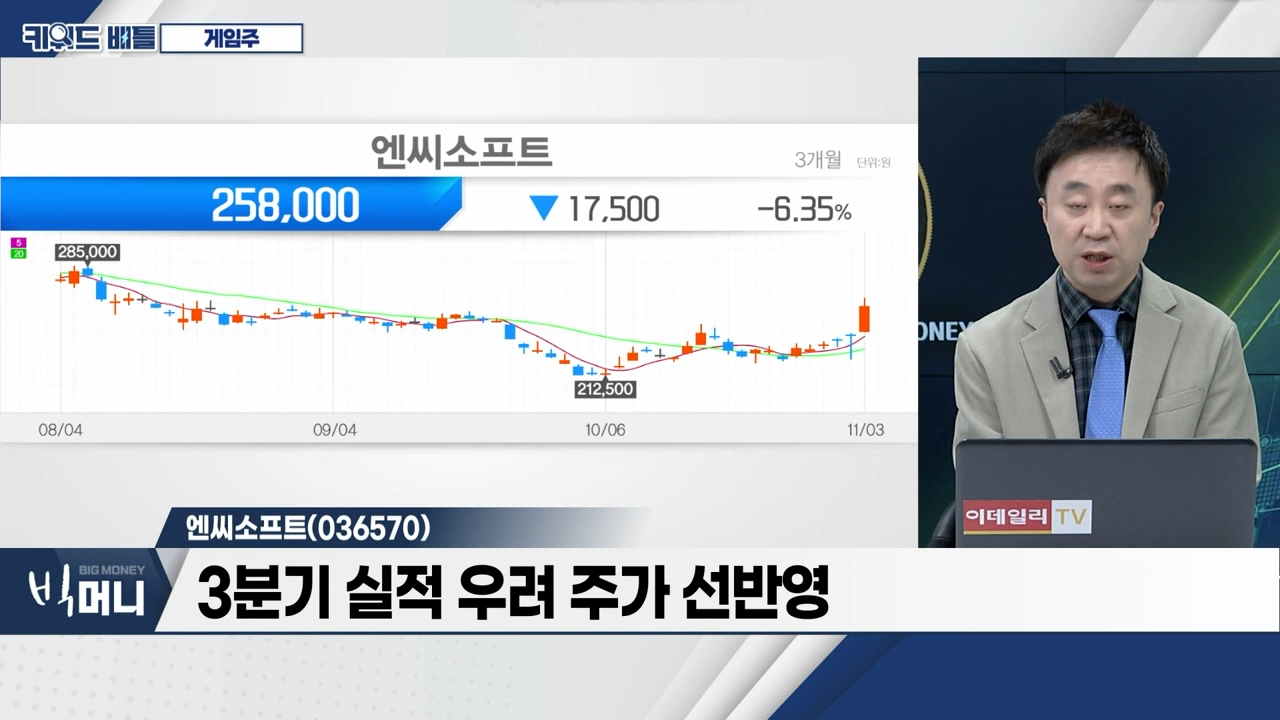 키워드 배틀 게임주
엔씨소프트
3개월 단위:원
258,000 ▼ 17,500 -6.35%
5
20
285,000
212,500
08/04 09/04 10/06 11/03
ONEY
이데일리 TV
엔씨소프트(036570)
BIG MONEY
빅머니
3분기 실적 우려 주가 선반영